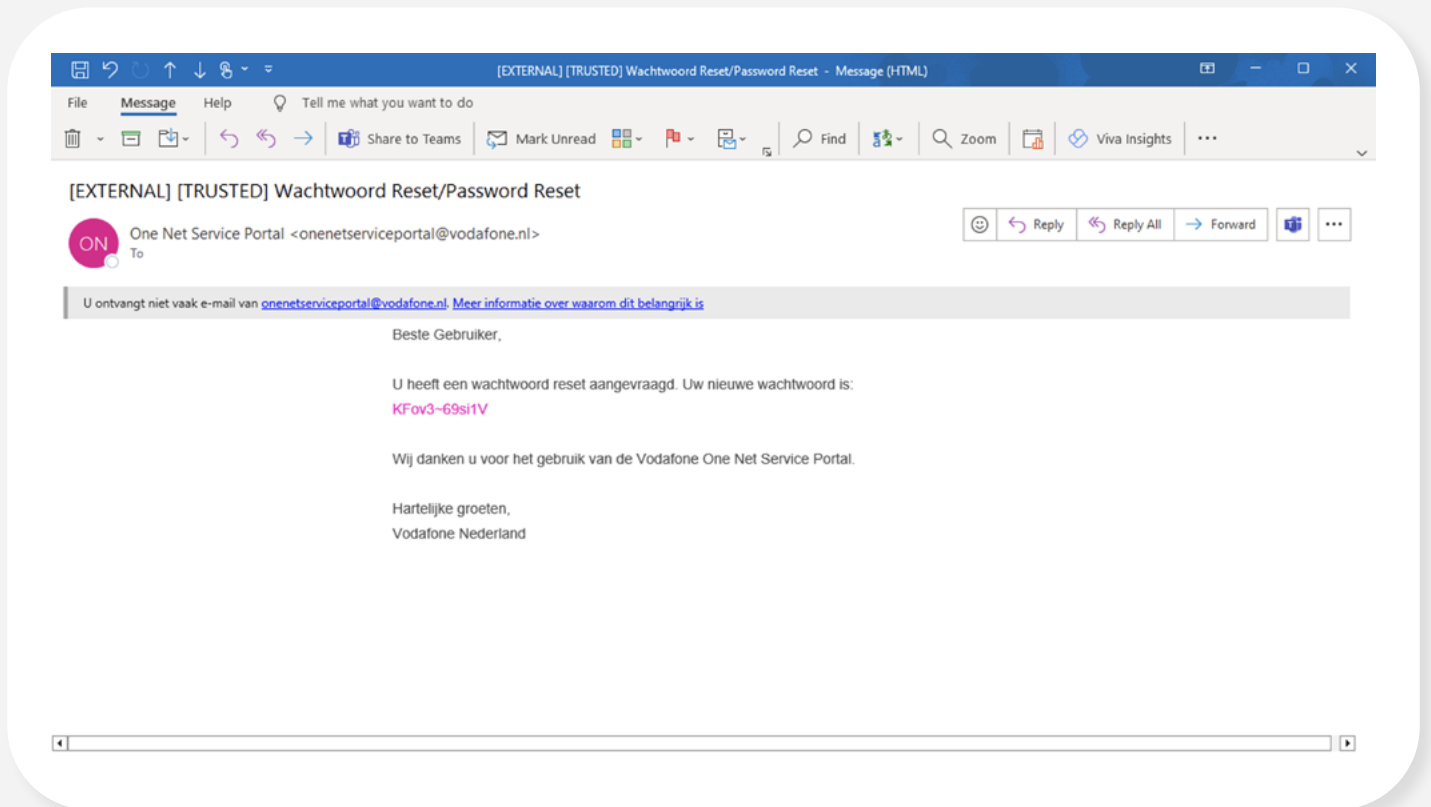 [EXTERNAL] [TRUSTED] Wachtwoord Reset/Password Reset - Message (HTML)
File Message Help Tell me what you want to do
Share to Teams Mark Unread Find Zoom Viva Insights
[EXTERNAL] [TRUSTED] Wachtwoord Reset/Password Reset
ON
One Net Service Portal <onenetserviceportal@vodafone.nl>
To
Reply Reply All Forward
U ontvangt niet vaak e-mail van onenetserviceportal@vodafone.nl. Meer informatie over waarom dit belangrijk is
Beste Gebruiker,
U heeft een wachtwoord reset aangevraagd. Uw nieuwe wachtwoord is:
KFov3~69si1V
Wij danken u voor het gebruik van de Vodafone One Net Service Portal.
Hartelijke groeten,
Vodafone Nederland